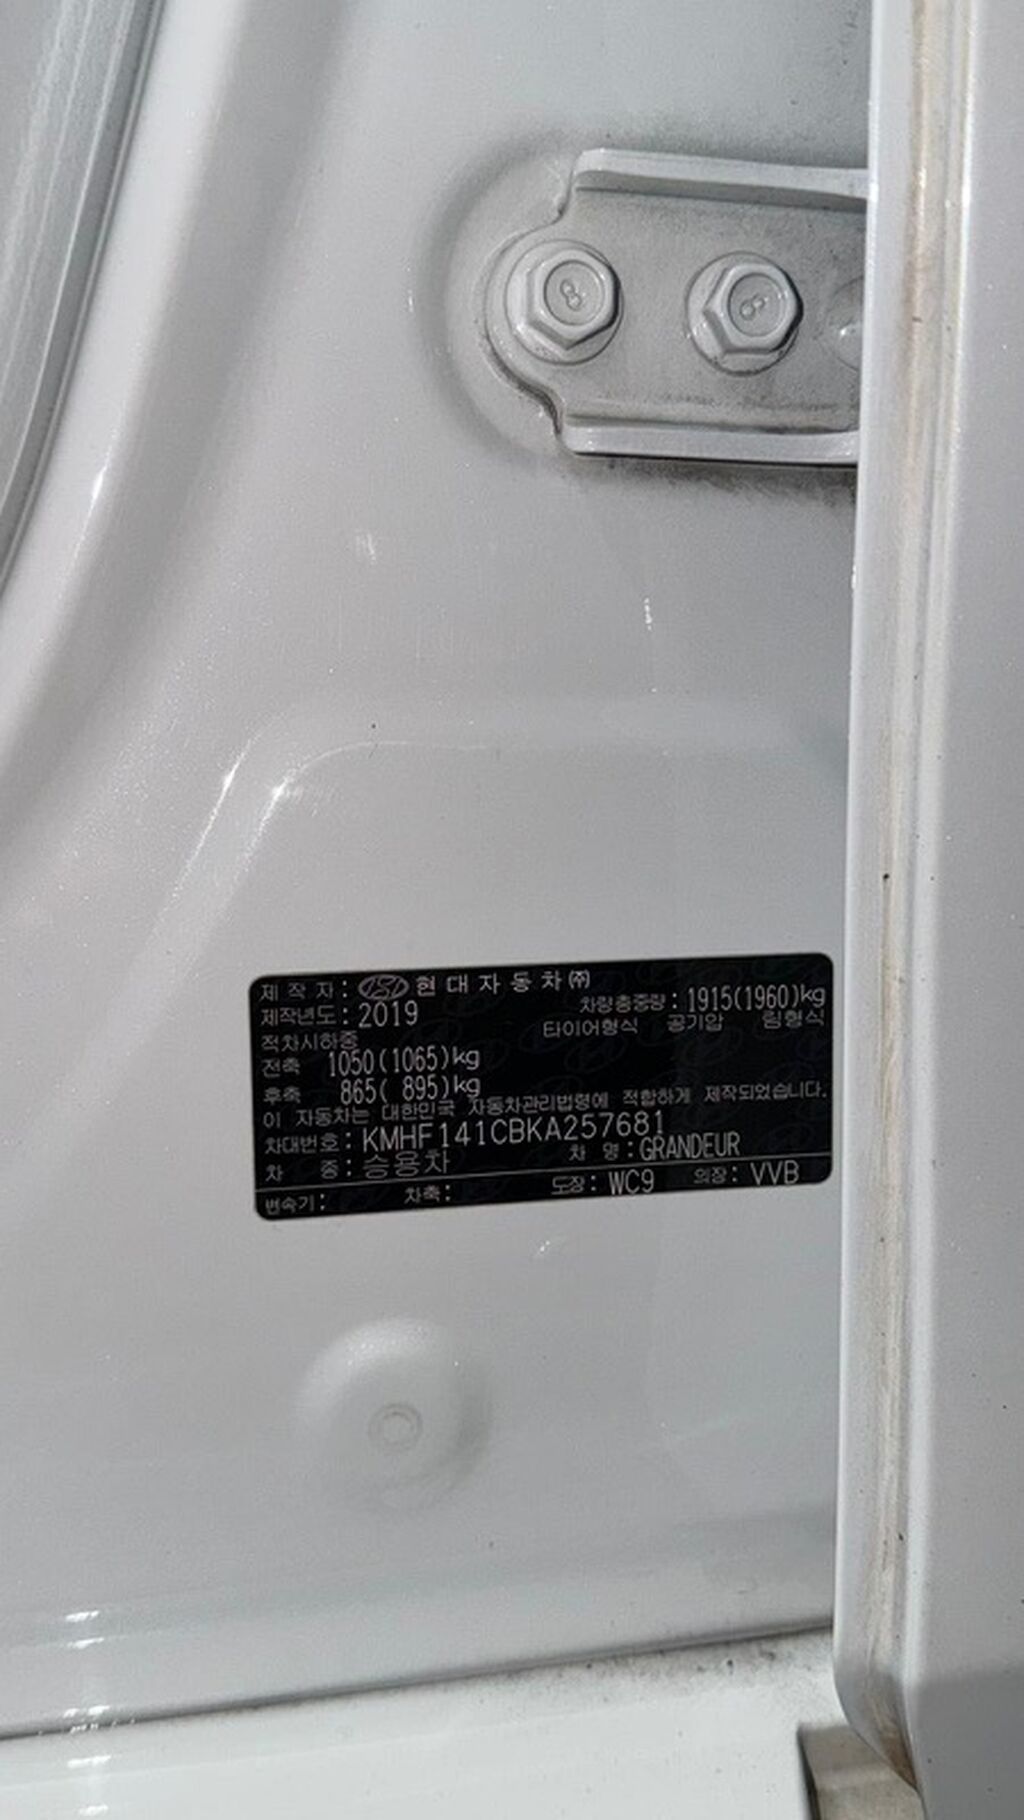 8
8
제작자: 현대자동차㈜
제작년도: 2019 차량총중량: 1915(1960)kg
적차시하중 타이어형식 공기압 림형식
전축 1050(1065)kg
후축 865( 895)kg
이 자동차는 대한민국 자동차관리법령에 적합하게 제작되었습니다.
차대번호: KMHF141CBKA257681
차 종: 승용차 차 명: GRANDEUR
변속기: 차축: 도장: WC9 의장: VVB